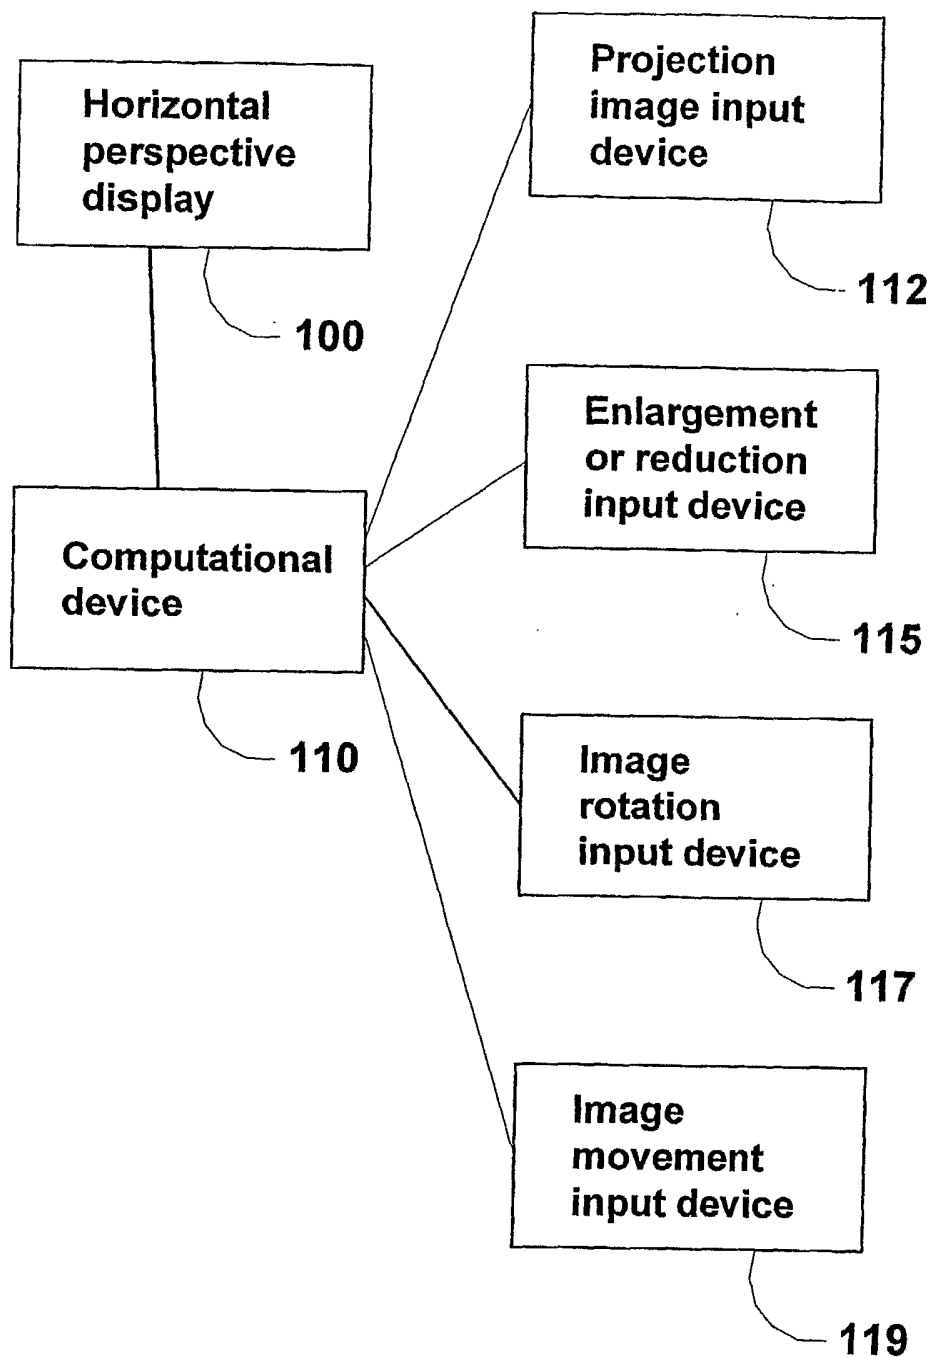 Horizontal
perspective
display
100
Computational
device
110
Projection
image input
device
112
Enlargement
or reduction
input device
115
Image
rotation
input device
117
Image
movement
input device
119